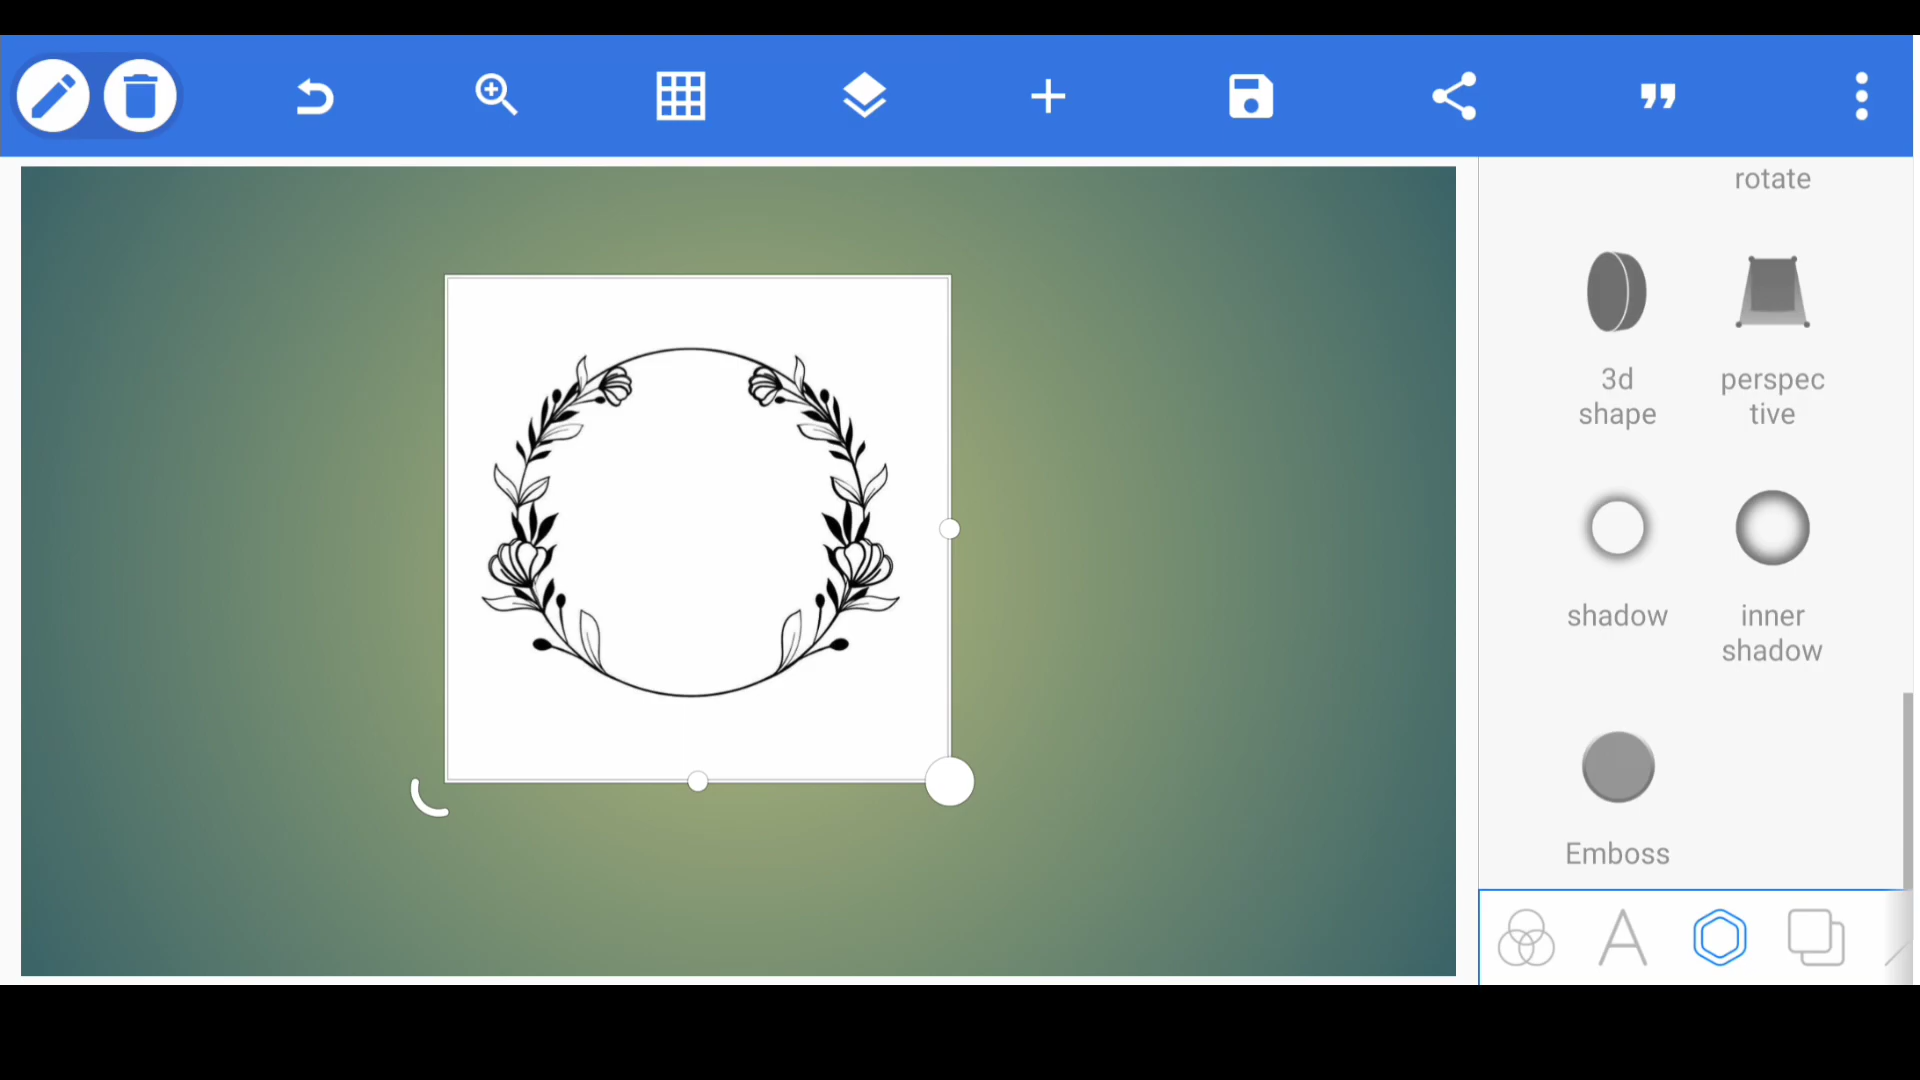 rotate
3d
shape
perspec
tive
shadow
inner
shadow
Emboss